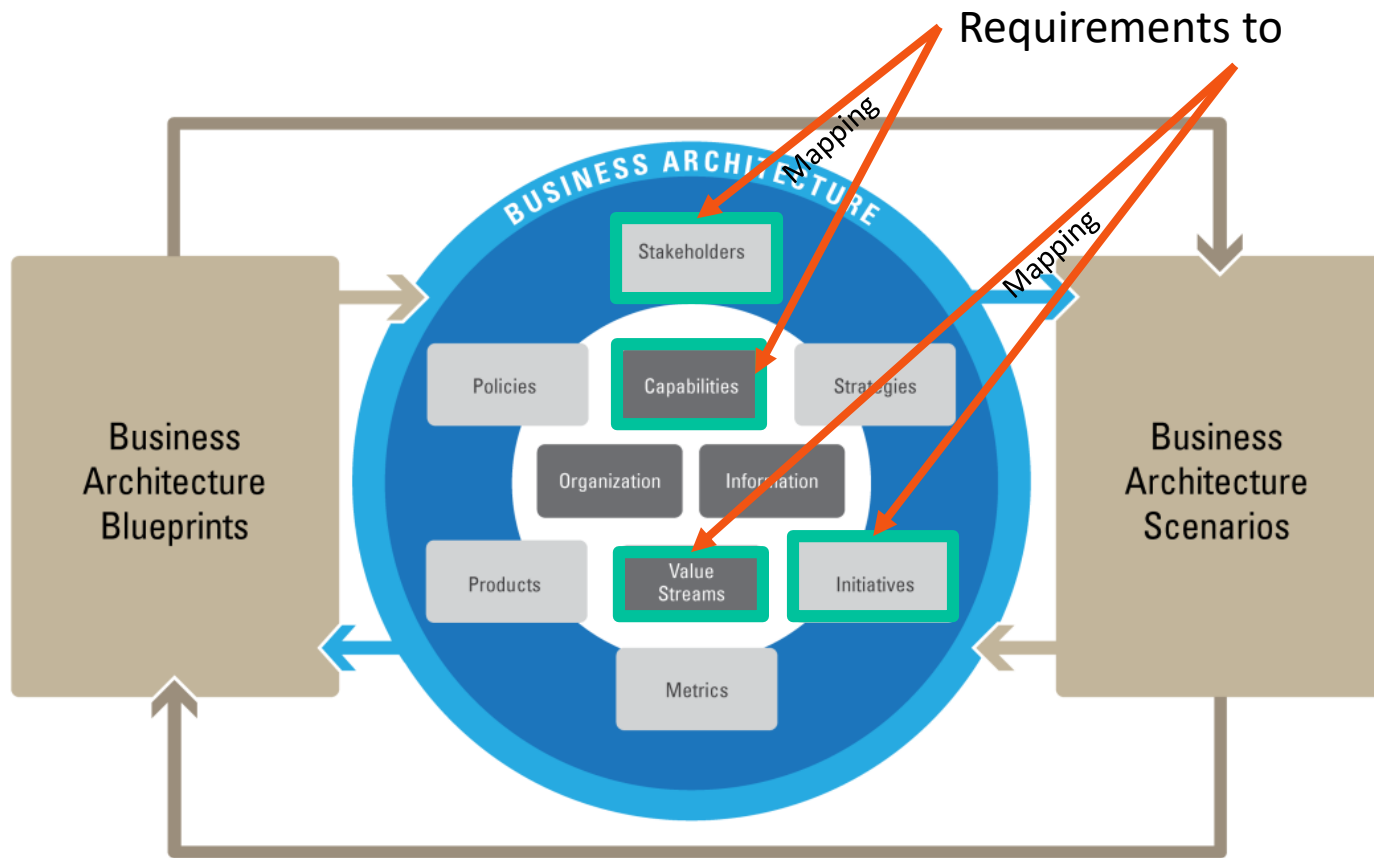 Requirements to
Mapping
Mapping
BUSINESS ARCHITECTURE
Stakeholders
Policies
Capabilities
Strategies
Business
Architecture
Blueprints
Organization
Information
Business
Architecture
Scenarios
Products
Value
Streams
Initiatives
Metrics